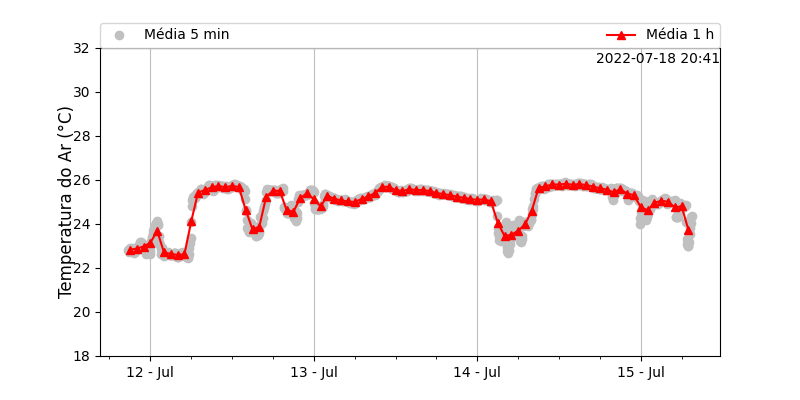 Média 5 min
Média 1 h
2022-07-18 20:41
Temperatura do Ar (°C)
32
30
28
26
24
22
20
18
12 - Jul
13 - Jul
14 - Jul
15 - Jul